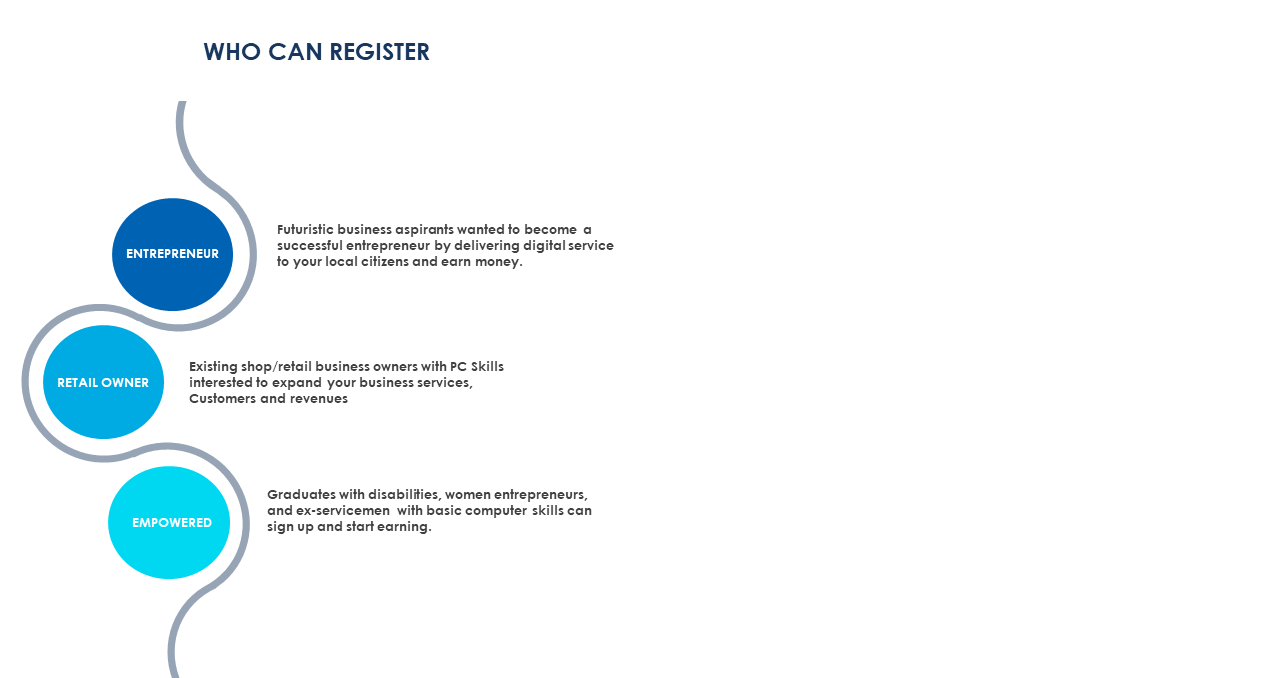 WHO CAN REGISTER
ENTREPRENEUR
Futuristic business aspirants wanted to become a
successful entrepreneur by delivering digital service
to your local citizens and earn money.
RETAIL OWNER
Existing shop/retail business owners with PC Skills
interested to expand your business services,
Customers and revenues
EMPOWERED
Graduates with disabilities, women entrepreneurs,
and ex-servicemen with basic computer skills can
sign up and start earning.